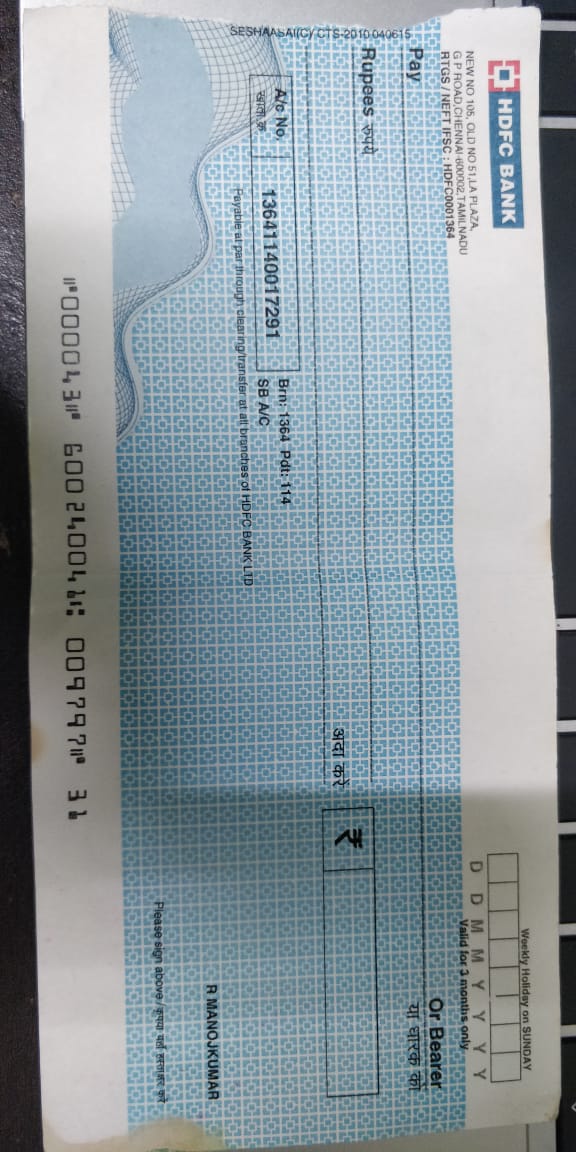 HDFC BANK
NEW NO 105, OLD NO 51,LA PLAZA,
G P ROAD,CHENNAI-600002,TAMILNADU
RTGS / NEFT IFSC : HDFC0001364
Weekly Holiday on SUNDAY
D D M M Y Y Y Y
Valid for 3 months only
Pay
Or Bearer
या धारक को
Rupees रुपये
अदा करें
₹
A/c No.
खाता क्र.
13641140017291
Brn: 1364 Pdt: 114
SB A/C
Payable at par through clearing/transfer at all branches of HDFC BANK LTD
R MANOJKUMAR
Please sign above / कृपया यहाँ हस्ताक्षर करें
SESHAASAI(C)/ CTS-2010 040615
⑈000043⑈ 600240041⑆ 009797⑈ 31